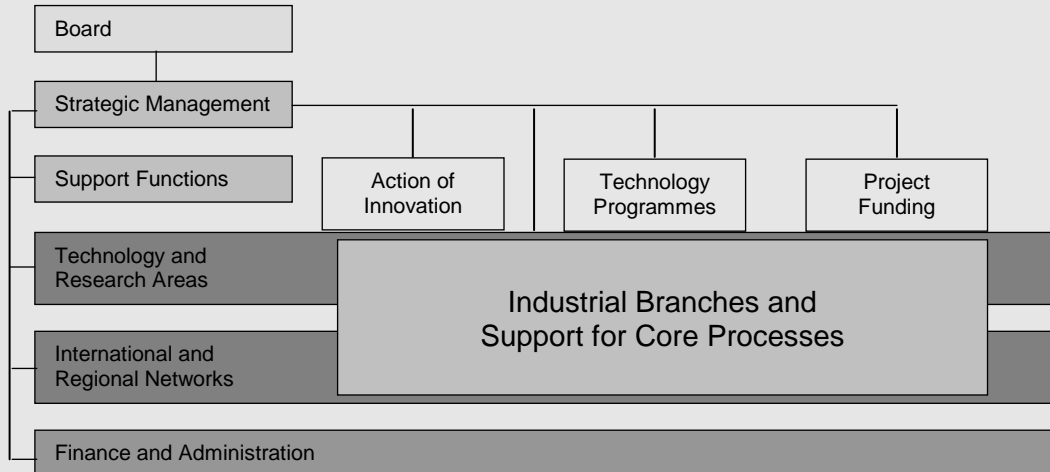 Board
Strategic Management
Support Functions
Action of
Innovation
Technology
Programmes
Project
Funding
Technology and
Research Areas
Industrial Branches and
Support for Core Processes
International and
Regional Networks
Finance and Administration